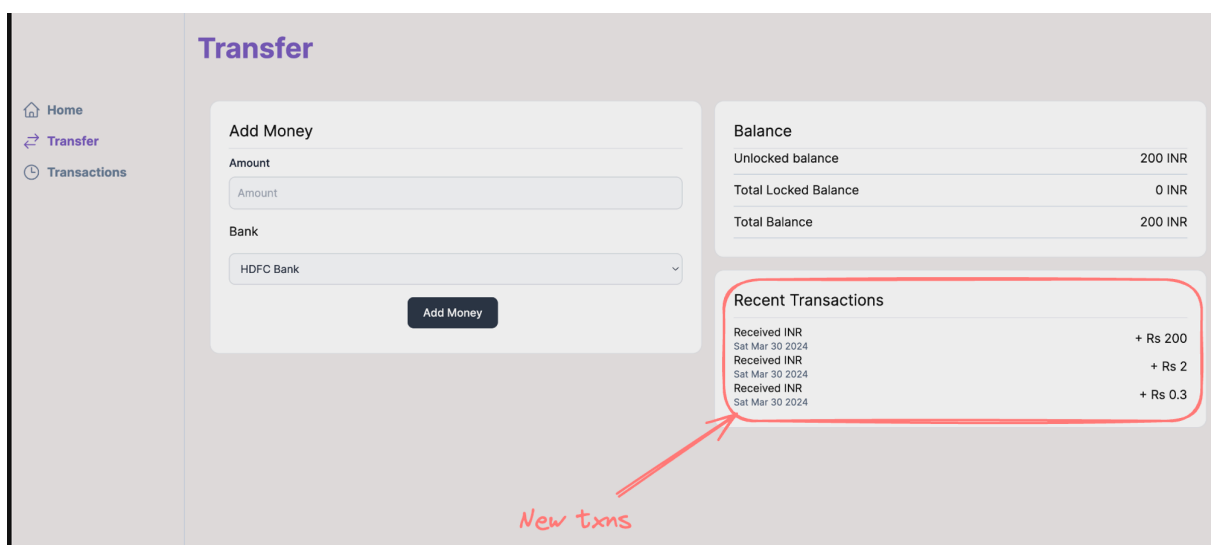 Transfer
Home
Transfer
Transactions
Add Money
Amount
Amount
Bank
HDFC Bank
Add Money
Balance
Unlocked balance 200 INR
Total Locked Balance 0 INR
Total Balance 200 INR
Recent Transactions
Received INR
Sat Mar 30 2024
+ Rs 200
Received INR
Sat Mar 30 2024
+ Rs 2
Received INR
Sat Mar 30 2024
+ Rs 0.3
New txns